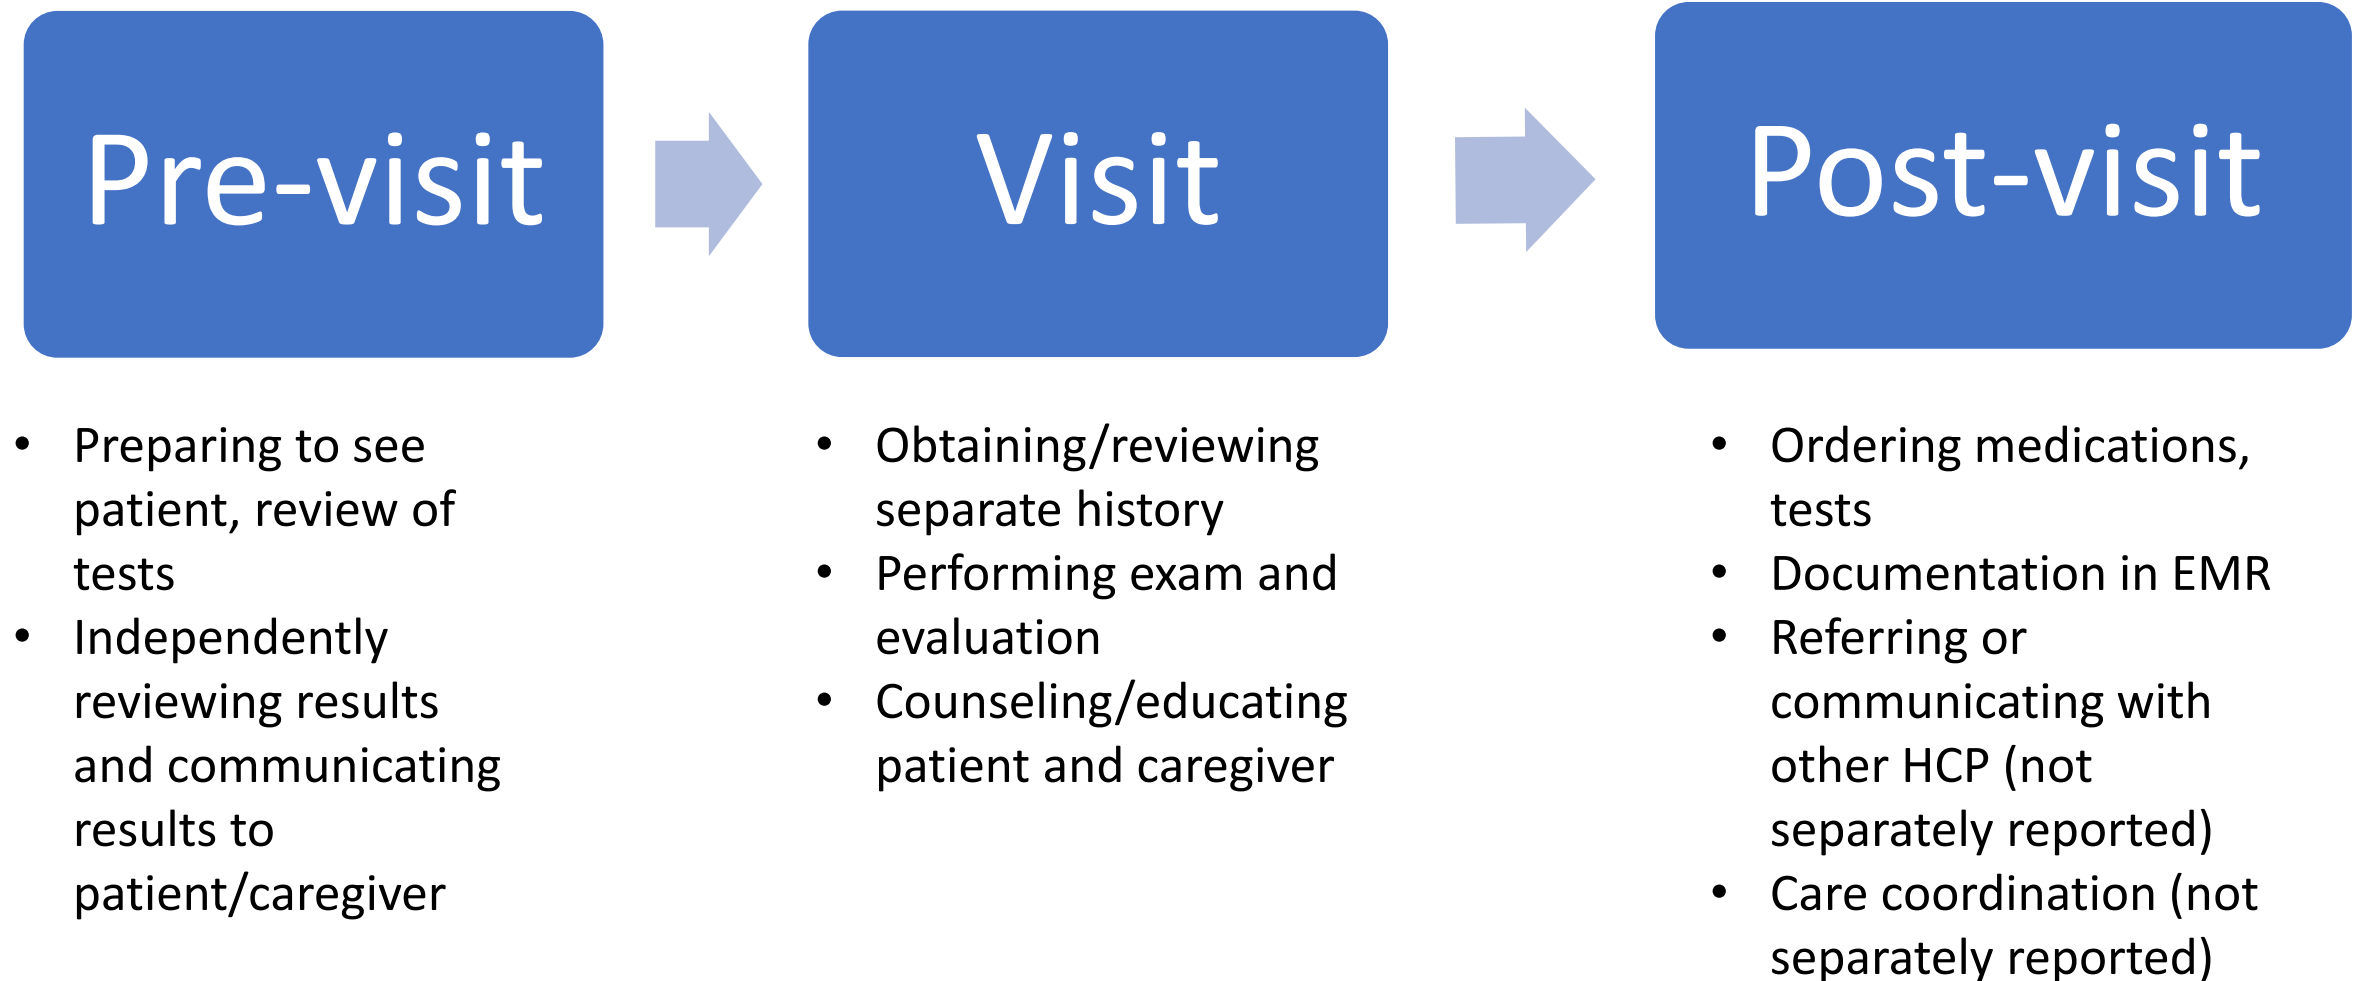 Pre-visit
Visit
Post-visit
• Preparing to see
patient, review of
tests
• Independently
reviewing results
and communicating
results to
patient/caregiver
• Obtaining/reviewing
separate history
• Performing exam and
evaluation
• Counseling/educating
patient and caregiver
• Ordering medications,
tests
• Documentation in EMR
• Referring or
communicating with
other HCP (not
separately reported)
• Care coordination (not
separately reported)